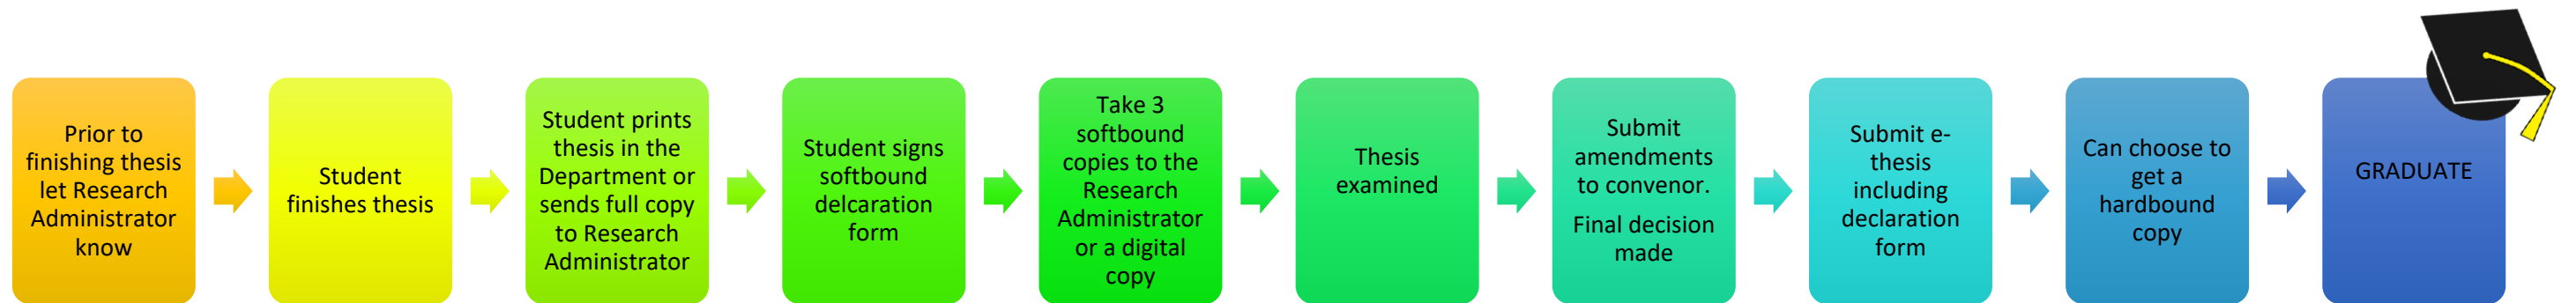 Prior to
finishing thesis
let Research
Administrator
know
Student
finishes thesis
Student prints
thesis in the
Department or
sends full copy
to Research
Administrator
Student signs
softbound
delcaration
form
Take 3
softbound
copies to the
Research
Administrator
or a digital
copy
Thesis
examined
Submit
amendments
to convenor.
Final decision
made
Submit e-
thesis
including
declaration
form
Can choose to
get a
hardbound
copy
GRADUATE